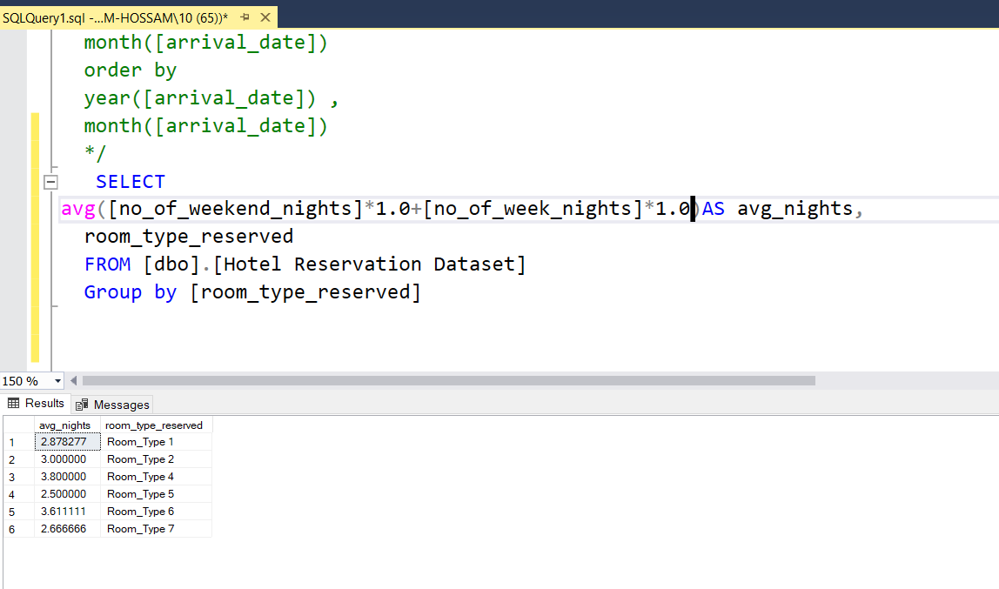 SQLQuery1.sql -...M-HOSSAM\10 (65))*
month([arrival_date])
order by
year([arrival_date]) ,
month([arrival_date])
*/
SELECT
avg([no_of_weekend_nights]*1.0+[no_of_week_nights]*1.0)AS avg_nights,
room_type_reserved
FROM [dbo].[Hotel Reservation Dataset]
Group by [room_type_reserved]
150 %
Results Messages
avg_nights room_type_reserved
1 2.878277 Room_Type 1
2 3.000000 Room_Type 2
3 3.800000 Room_Type 4
4 2.500000 Room_Type 5
5 3.611111 Room_Type 6
6 2.666666 Room_Type 7